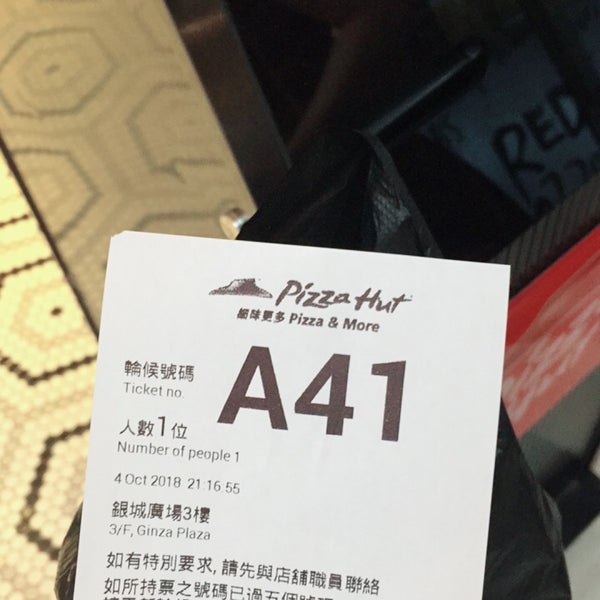 RED
Pizza Hut
細味更多 Pizza & More
輪候號碼
Ticket no.
A41
人數1位
Number of people 1
4 Oct 2018 21:16:55
銀城廣場3樓
3/F, Ginza Plaza
如有特別要求, 請先與店舖職員聯絡
如所持票之號碼已過五個號碼